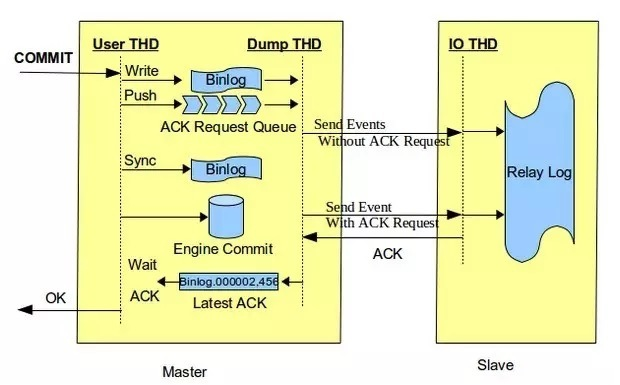 User THD
Dump THD
IO THD
COMMIT
Write
Binlog
Push
ACK Request Queue
Send Events
Without ACK Request
Sync
Binlog
Relay Log
Engine Commit
Send Event
With ACK Request
ACK
Wait
ACK
Binlog.000002,456
Latest ACK
OK
Master
Slave